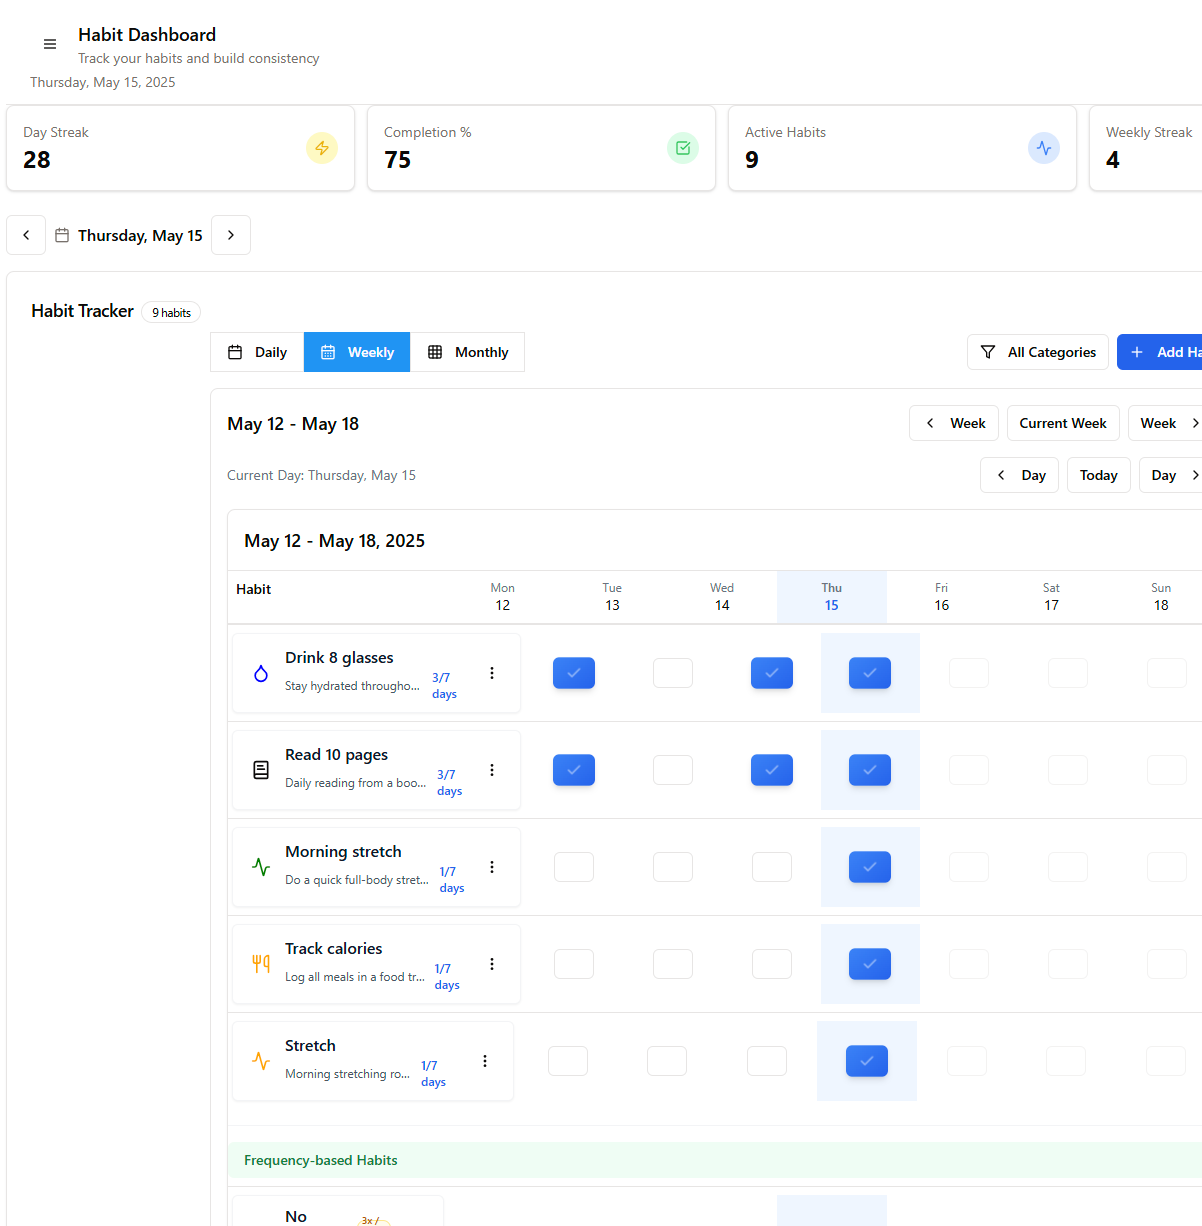 Habit Dashboard
Track your habits and build consistency
Thursday, May 15, 2025
Day Streak
28
Completion %
75
Active Habits
9
Weekly Streak
4
Thursday, May 15
Habit Tracker
9 habits
Daily
Weekly
Monthly
All Categories
Add Ha
May 12 - May 18
Week
Current Week
Week
Current Day: Thursday, May 15
Day
Today
Day
May 12 - May 18, 2025
Habit
Mon
12
Tue
13
Wed
14
Thu
15
Fri
16
Sat
17
Sun
18
Drink 8 glasses
Stay hydrated througho...
3/7
days
Read 10 pages
Daily reading from a boo...
3/7
days
Morning stretch
Do a quick full-body stret...
1/7
days
Track calories
Log all meals in a food tr...
1/7
days
Stretch
Morning stretching ro...
1/7
days
Frequency-based Habits
No
3x /